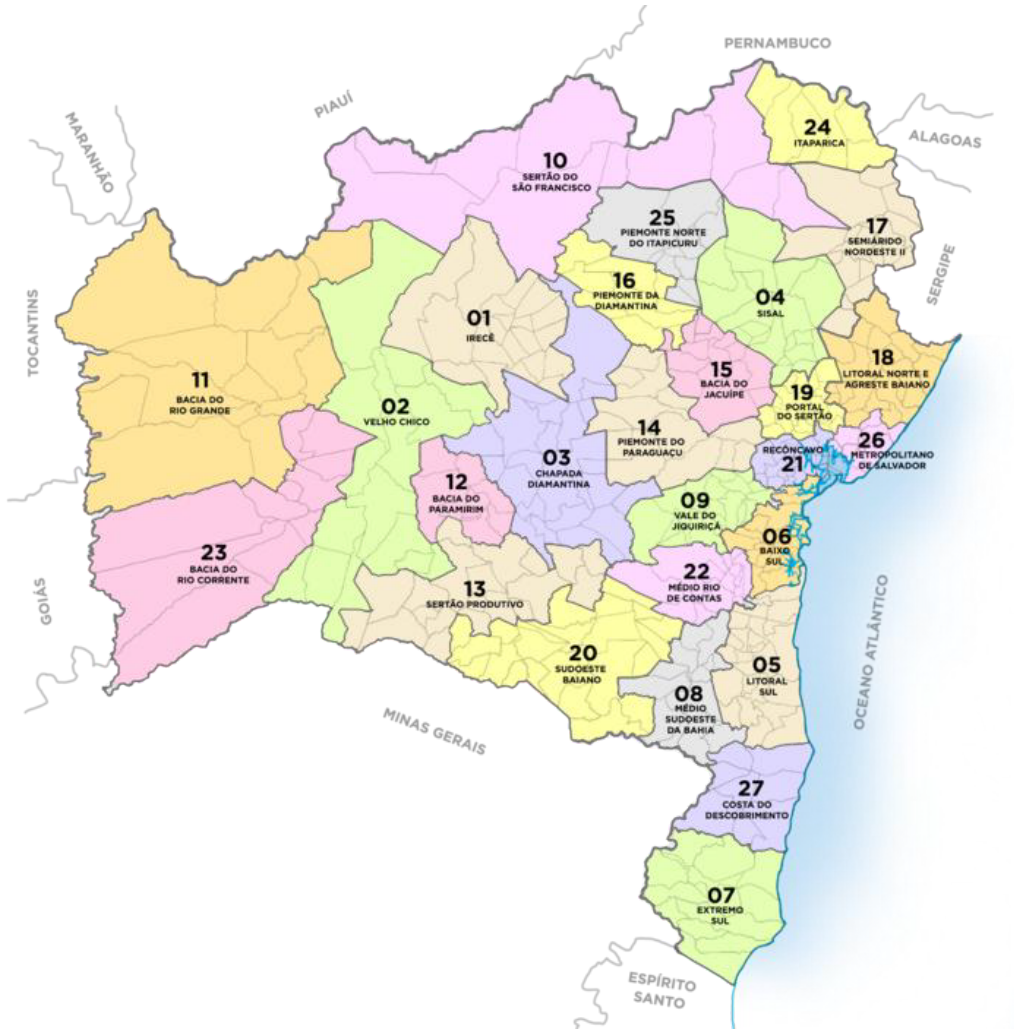 PERNAMBUCO
PIAUÍ
MARANHÃO
ALAGOAS
24
ITAPARICA
10
SERTÃO DO
SÃO FRANCISCO
25
PIEMONTE NORTE
DO ITAPICURU
17
SEMIÁRIDO
NORDESTE II
SERGIPE
TOCANTINS
16
PIEMONTE DA
DIAMANTINA
04
SISAL
01
IRECÊ
18
LITORAL NORTE E
AGRESTE BAIANO
15
BACIA DO
JACUÍPE
11
BACIA DO
RIO GRANDE
19
PORTAL
DO SERTÃO
02
VELHO CHICO
14
PIEMONTE DO
PARAGUAÇU
26
METROPOLITANO
DE SALVADOR
RECÔNCAVO
21
03
CHAPADA
DIAMANTINA
12
BACIA DO
PARAMIRIM
09
VALE DO
JIQUIRIÇÁ
06
BAIXO
SUL
23
BACIA DO
RIO CORRENTE
22
MÉDIO RIO
DE CONTAS
13
SERTÃO PRODUTIVO
GOIÁS
OCEANO ATLÂNTICO
20
SUDOESTE
BAIANO
05
LITORAL
SUL
08
MÉDIO
SUDOESTE
DA BAHIA
MINAS GERAIS
27
COSTA DO
DESCOBRIMENTO
07
EXTREMO
SUL
ESPÍRITO
SANTO